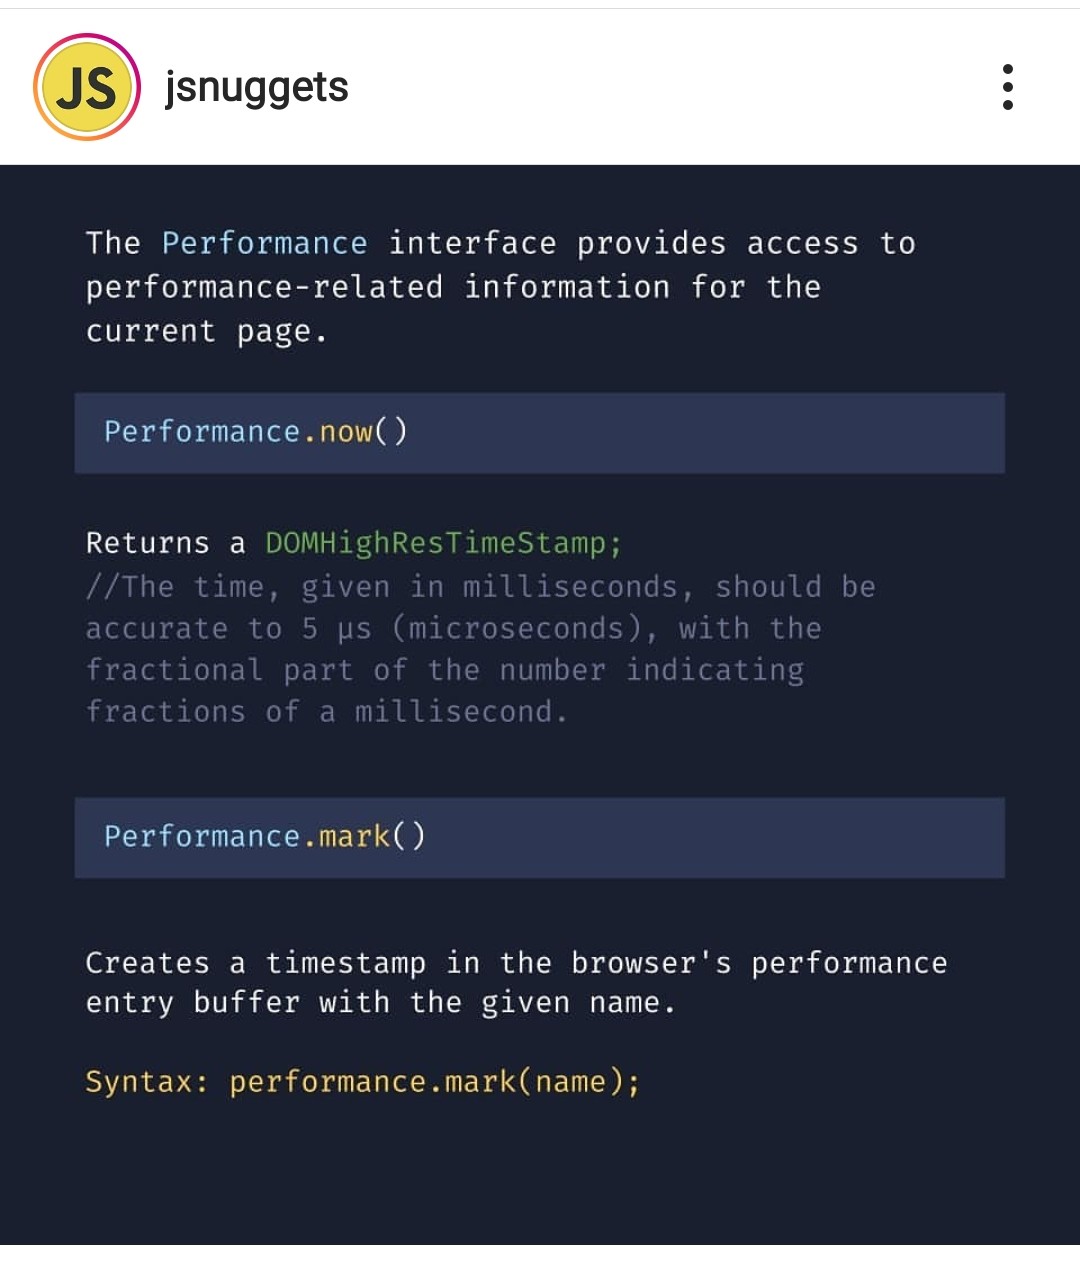 JS jsnuggets
The Performance interface provides access to
performance-related information for the
current page.
Performance.now()
Returns a DOMHighResTimeStamp;
//The time, given in milliseconds, should be
accurate to 5 µs (microseconds), with the
fractional part of the number indicating
fractions of a millisecond.
Performance.mark()
Creates a timestamp in the browser's performance
entry buffer with the given name.
Syntax: performance.mark(name);